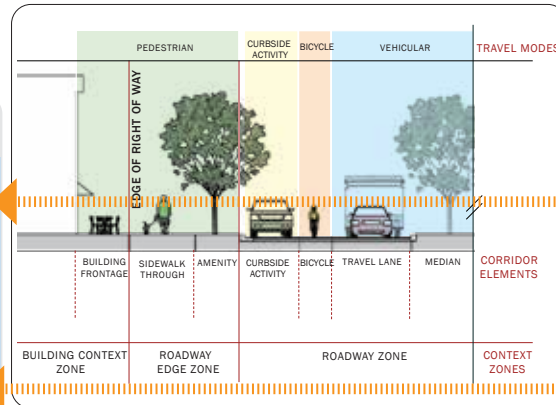 PEDESTRIAN
CURBSIDE
ACTIVITY
BICYCLE
VEHICULAR
TRAVEL MODES
EDGE OF RIGHT OF WAY
BUILDING
FRONTAGE
SIDEWALK
THROUGH
AMENITY
CURBSIDE
ACTIVITY
BICYCLE
TRAVEL LANE
MEDIAN
CORRIDOR
ELEMENTS
BUILDING CONTEXT
ZONE
ROADWAY
EDGE ZONE
ROADWAY ZONE
CONTEXT
ZONES